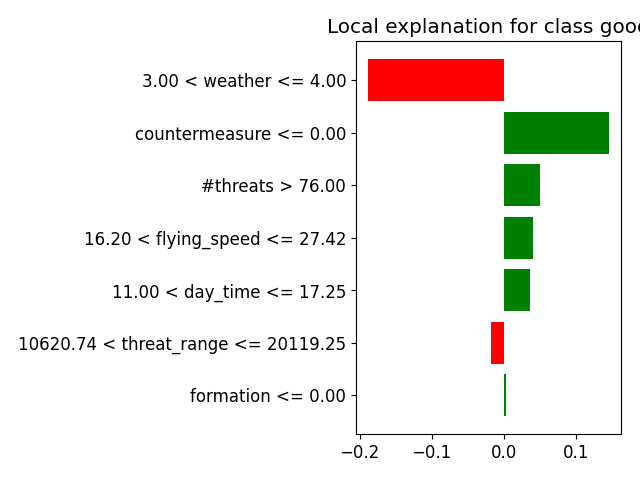 Local explanation for class good
3.00 < weather <= 4.00
countermeasure <= 0.00
#threats > 76.00
16.20 < flying_speed <= 27.42
11.00 < day_time <= 17.25
10620.74 < threat_range <= 20119.25
formation <= 0.00
−0.2 −0.1 0.0 0.1